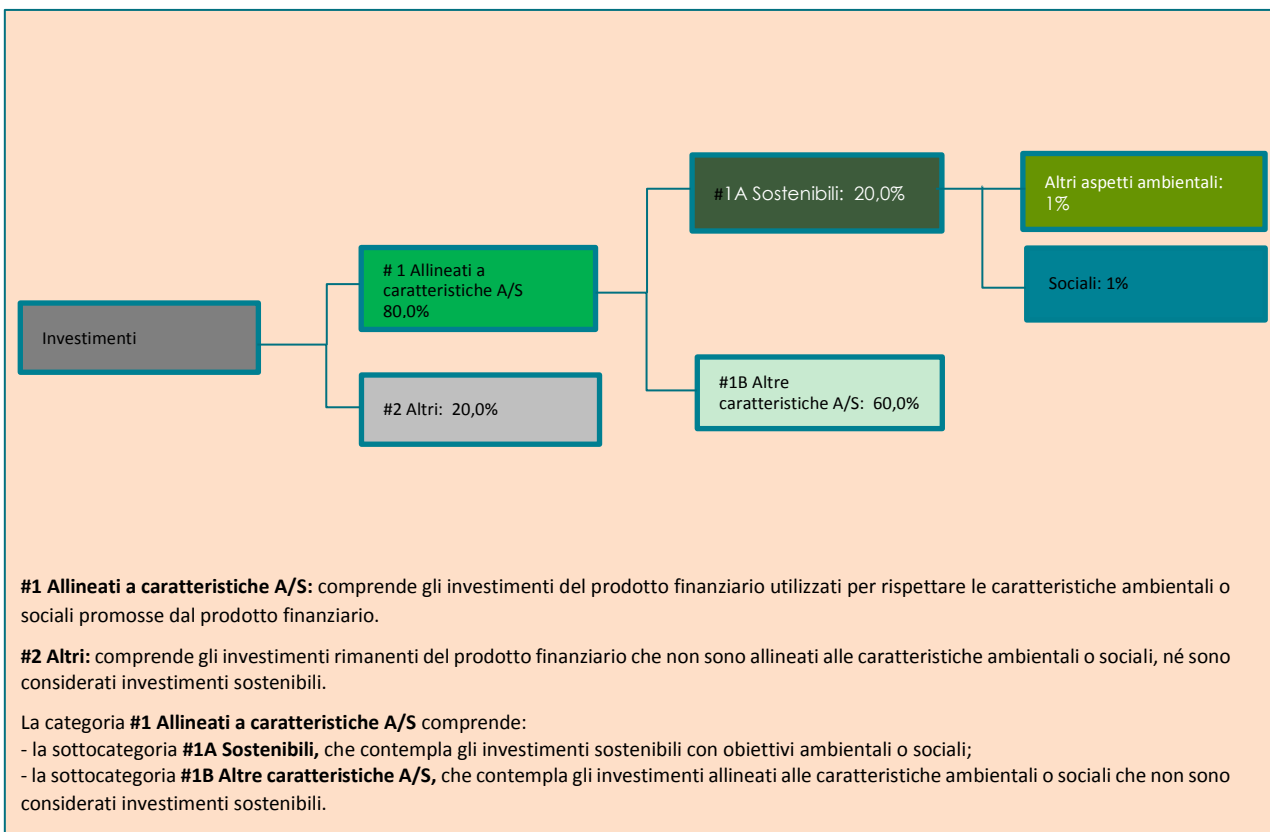 #1A Sostenibili: 20,0%
Altri aspetti ambientali:
1%
# 1 Allineati a
caratteristiche A/S
80,0%
Sociali: 1%
Investimenti
#2 Altri: 20,0%
#1B Altre
caratteristiche A/S: 60,0%
#1 Allineati a caratteristiche A/S: comprende gli investimenti del prodotto finanziario utilizzati per rispettare le caratteristiche ambientali o
sociali promosse dal prodotto finanziario.
#2 Altri: comprende gli investimenti rimanenti del prodotto finanziario che non sono allineati alle caratteristiche ambientali o sociali, né sono
considerati investimenti sostenibili.
La categoria #1 Allineati a caratteristiche A/S comprende:
- la sottocategoria #1A Sostenibili, che contempla gli investimenti sostenibili con obiettivi ambientali o sociali;
- la sottocategoria #1B Altre caratteristiche A/S, che contempla gli investimenti allineati alle caratteristiche ambientali o sociali che non sono
considerati investimenti sostenibili.